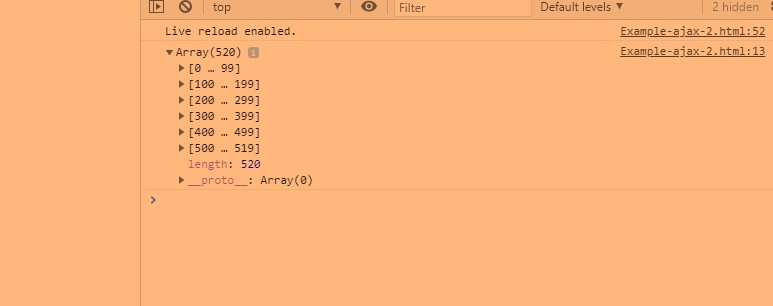 top Filter Default levels 2 hidden
Live reload enabled. Example-ajax-2.html:52
Array(520) i Example-ajax-2.html:13
[0 … 99]
[100 … 199]
[200 … 299]
[300 … 399]
[400 … 499]
[500 … 519]
length: 520
__proto__: Array(0)